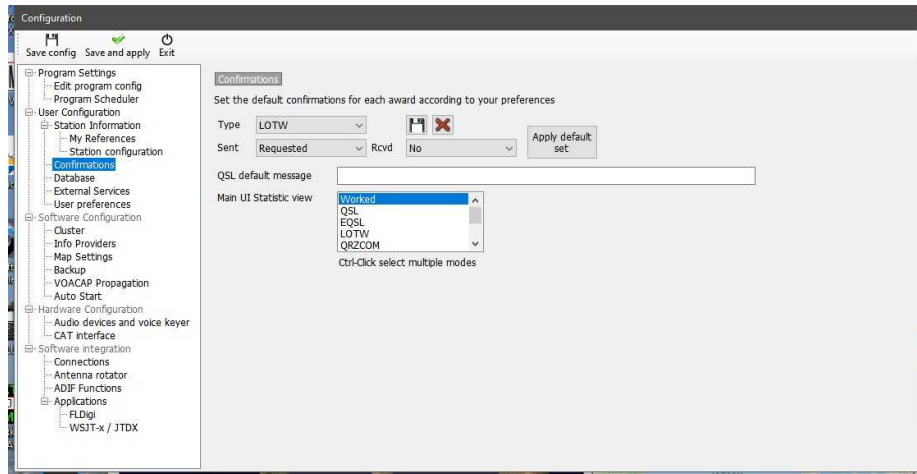 Configuration
Save config Save and apply Exit
Program Settings
Edit program config
Program Scheduler
User Configuration
Station Information
My References
Station configuration
Confirmations
Database
External Services
User preferences
Software Configuration
Cluster
Info Providers
Map Settings
Backup
VOACAP Propagation
Auto Start
Hardware Configuration
Audio devices and voice keyer
CAT interface
Software integration
Connections
Antenna rotator
ADIF Functions
Applications
FLDigi
WSJT-x / JTDX
Confirmations
Set the default confirmations for each award according to your preferences
Type LOTW
Sent Requested Rcvd No
Apply default
set
QSL default message
Main UI Statistic view
Worked
QSL
EQSL
LOTW
QRZCOM
Ctrl-Click select multiple modes